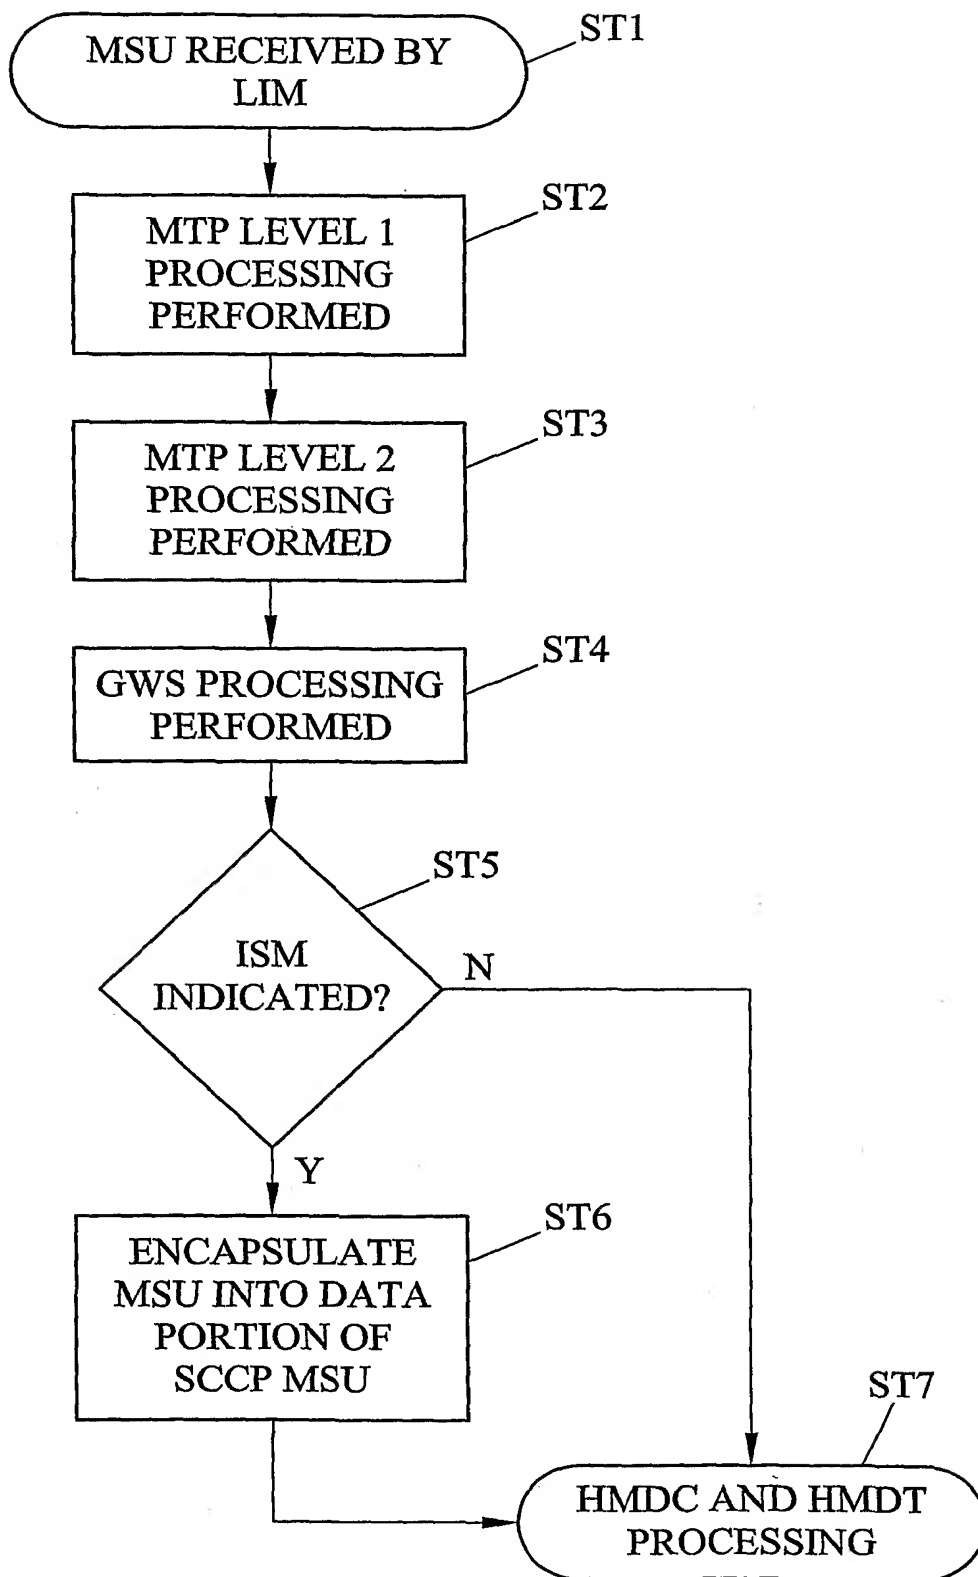 MSU RECEIVED BY
LIM
ST1
MTP LEVEL 1
PROCESSING
PERFORMED
ST2
MTP LEVEL 2
PROCESSING
PERFORMED
ST3
GWS PROCESSING
PERFORMED
ST4
ISM
INDICATED?
ST5
N
Y
ENCAPSULATE
MSU INTO DATA
PORTION OF
SCCP MSU
ST6
HMDC AND HMDT
PROCESSING
ST7